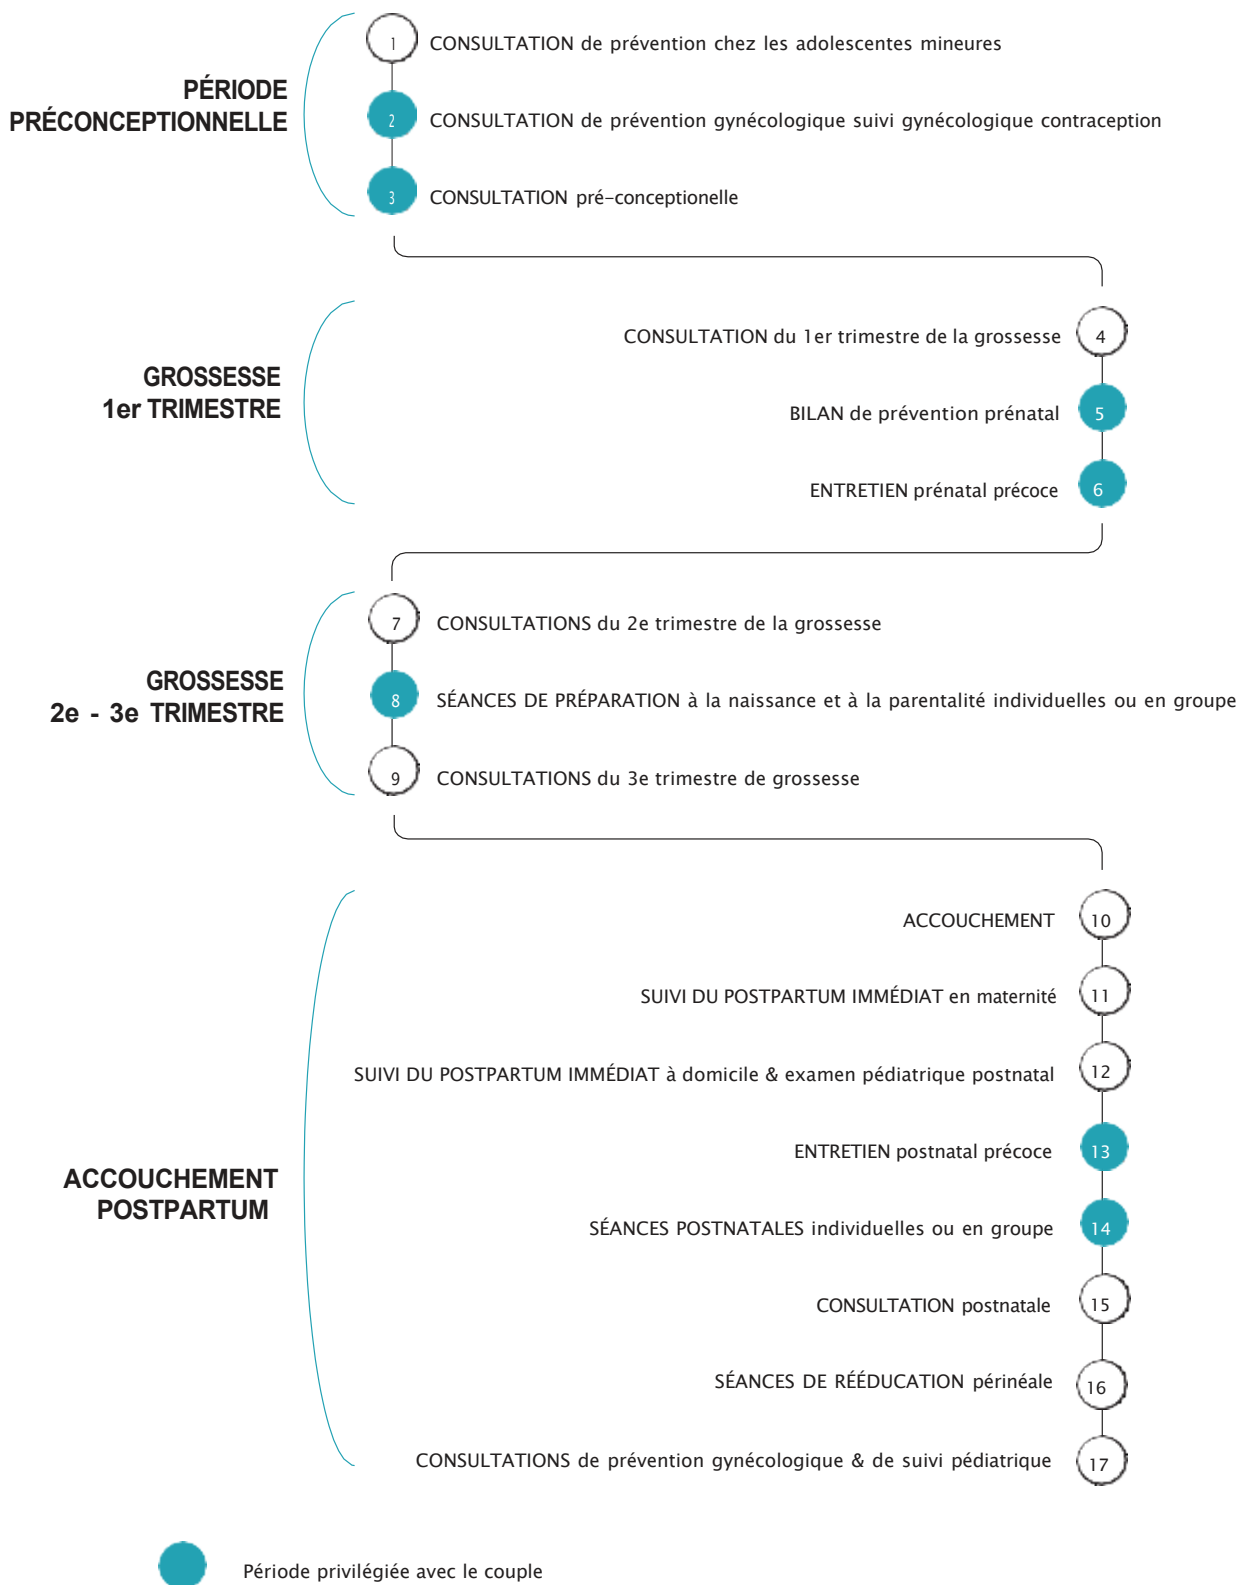 PÉRIODE
PRÉCONCEPTIONNELLE
1 CONSULTATION de prévention chez les adolescentes mineures
2 CONSULTATION de prévention gynécologique suivi gynécologique contraception
3 CONSULTATION pré-conceptionelle
GROSSESSE
1er TRIMESTRE
CONSULTATION du 1er trimestre de la grossesse 4
BILAN de prévention prénatal 5
ENTRETIEN prénatal précoce 6
GROSSESSE
2e - 3e TRIMESTRE
7 CONSULTATIONS du 2e trimestre de la grossesse
8 SÉANCES DE PRÉPARATION à la naissance et à la parentalité individuelles ou en groupe
9 CONSULTATIONS du 3e trimestre de grossesse
ACCOUCHEMENT
POSTPARTUM
ACCOUCHEMENT 10
SUIVI DU POSTPARTUM IMMÉDIAT en maternité 11
SUIVI DU POSTPARTUM IMMÉDIAT à domicile & examen pédiatrique postnatal 12
ENTRETIEN postnatal précoce 13
SÉANCES POSTNATALES individuelles ou en groupe 14
CONSULTATION postnatale 15
SÉANCES DE RÉÉDUCATION périnéale 16
CONSULTATIONS de prévention gynécologique & de suivi pédiatrique 17
Période privilégiée avec le couple